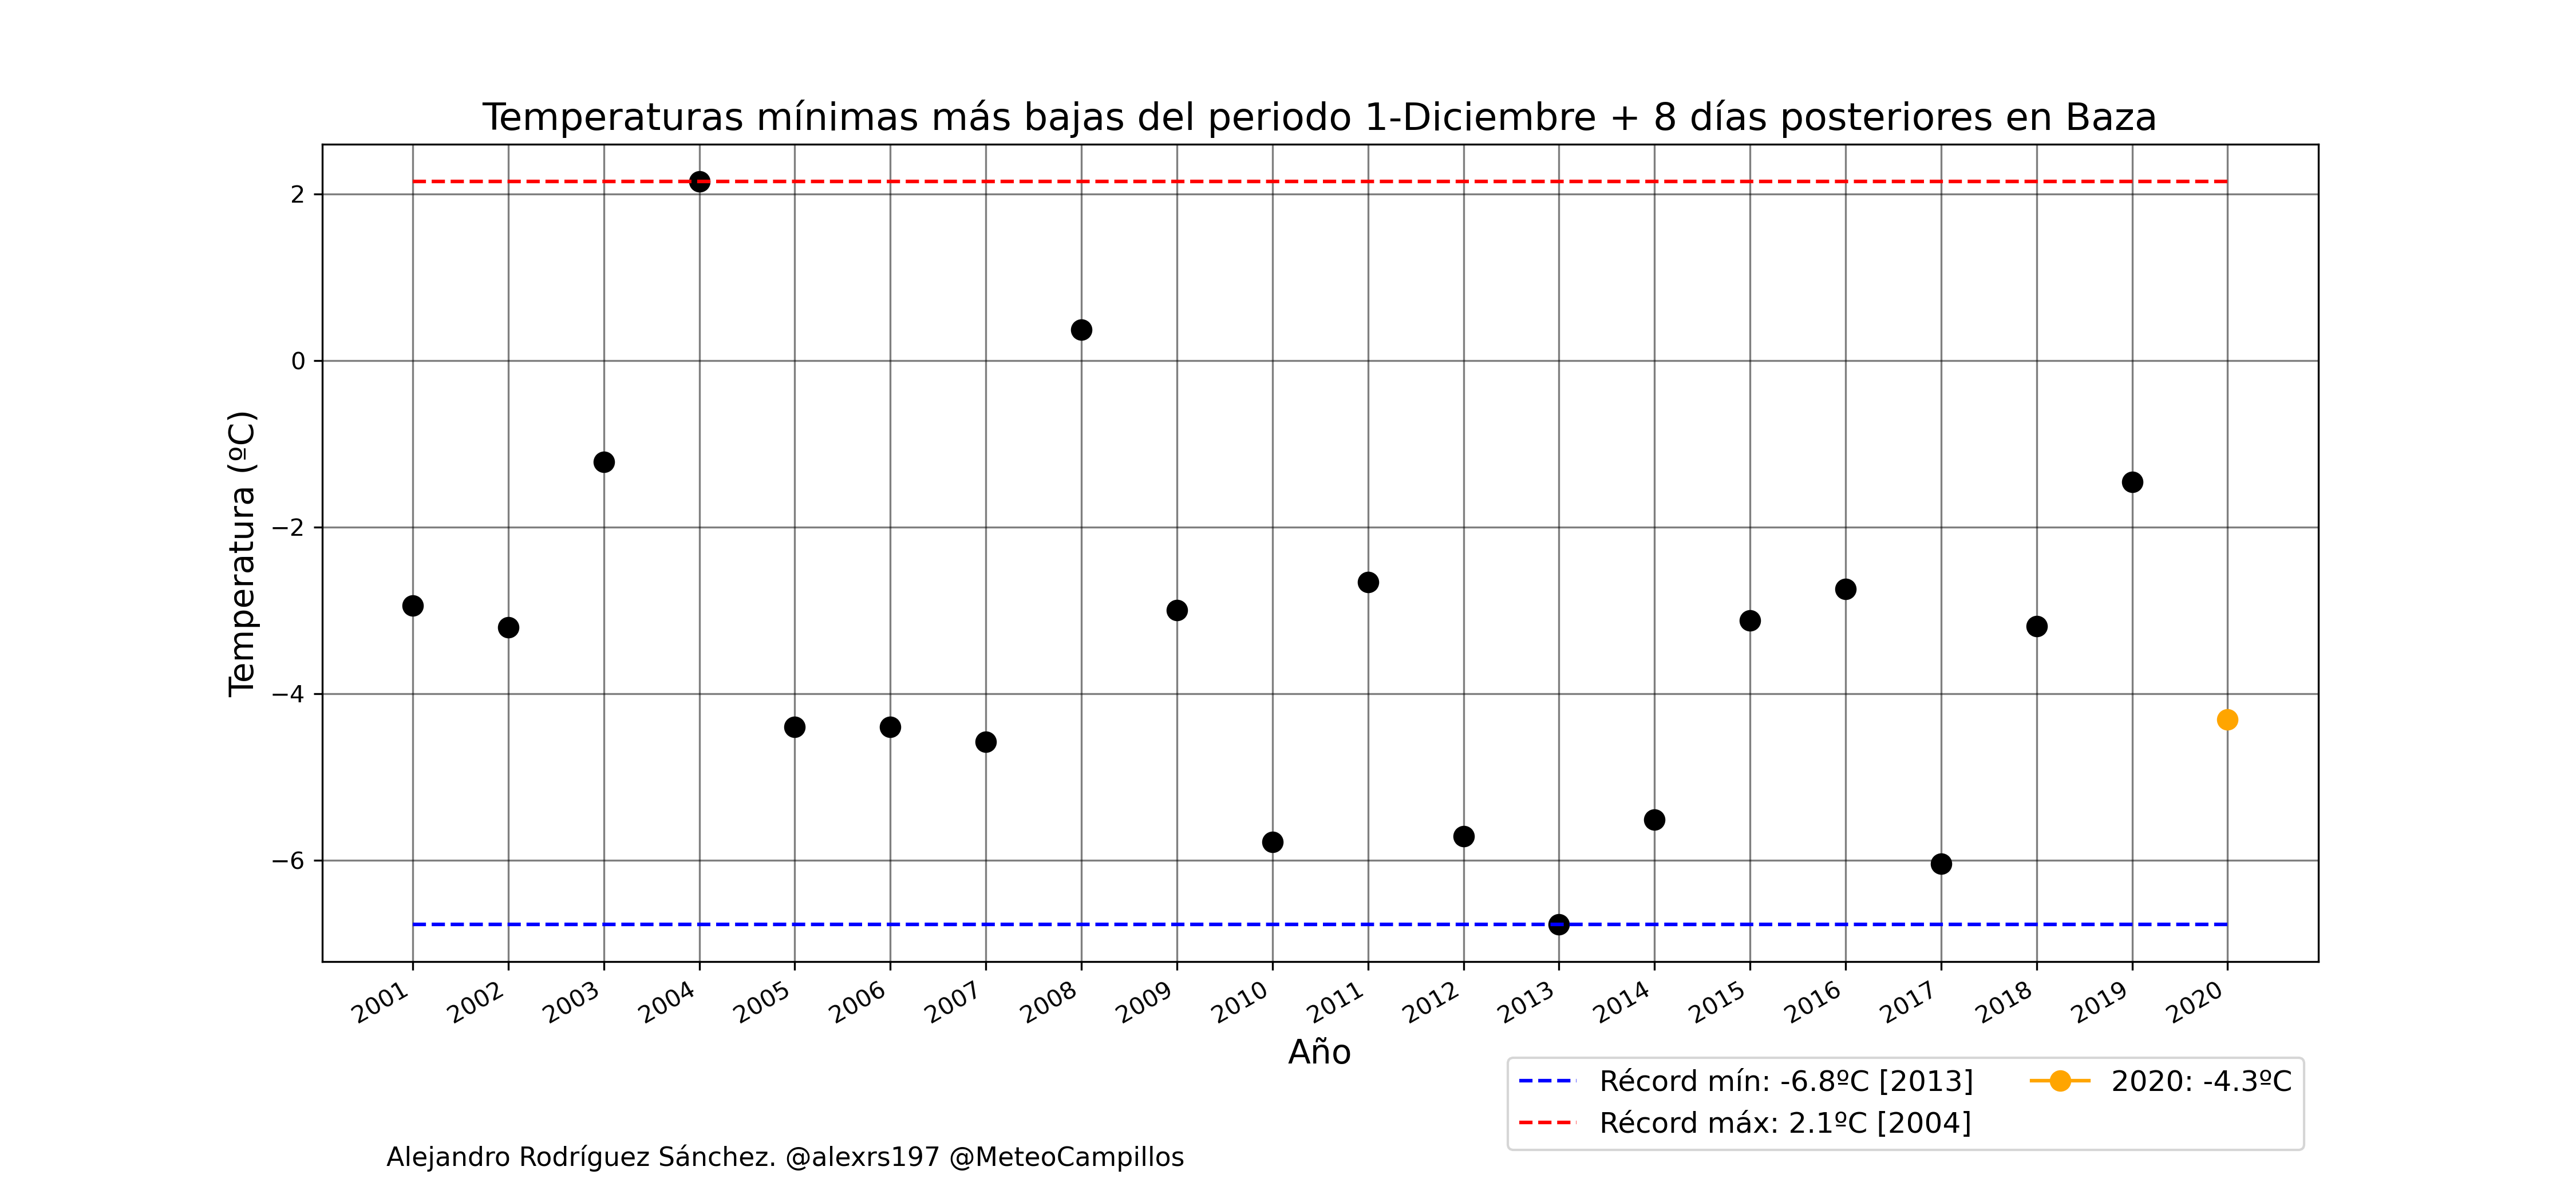 Temperaturas mínimas más bajas del periodo 1-Diciembre + 8 días posteriores en Baza
Temperatura (ºC)
2
0
−2
−4
−6
2001 2002 2003 2004 2005 2006 2007 2008 2009 2010 2011 2012 2013 2014 2015 2016 2017 2018 2019 2020
Año
Récord mín: -6.8ºC [2013]
Récord máx: 2.1ºC [2004]
2020: -4.3ºC
Alejandro Rodríguez Sánchez. @alexrs197 @MeteoCampillos